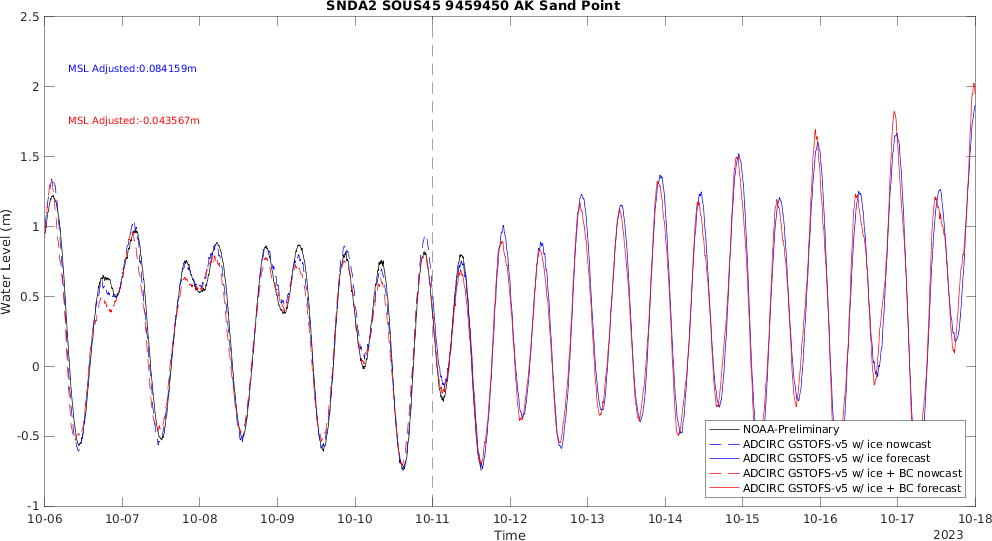 SNDA2 SOUS45 9459450 AK Sand Point
2.5
2
1.5
1
0.5
0
-0.5
-1
Water Level (m)
MSL Adjusted:0.084159m
MSL Adjusted:-0.043567m
NOAA-Preliminary
ADCIRC GSTOFS-v5 w/ ice nowcast
ADCIRC GSTOFS-v5 w/ ice forecast
ADCIRC GSTOFS-v5 w/ ice + BC nowcast
ADCIRC GSTOFS-v5 w/ ice + BC forecast
10-06 10-07 10-08 10-09 10-10 10-11 10-12 10-13 10-14 10-15 10-16 10-17 10-18
Time
2023